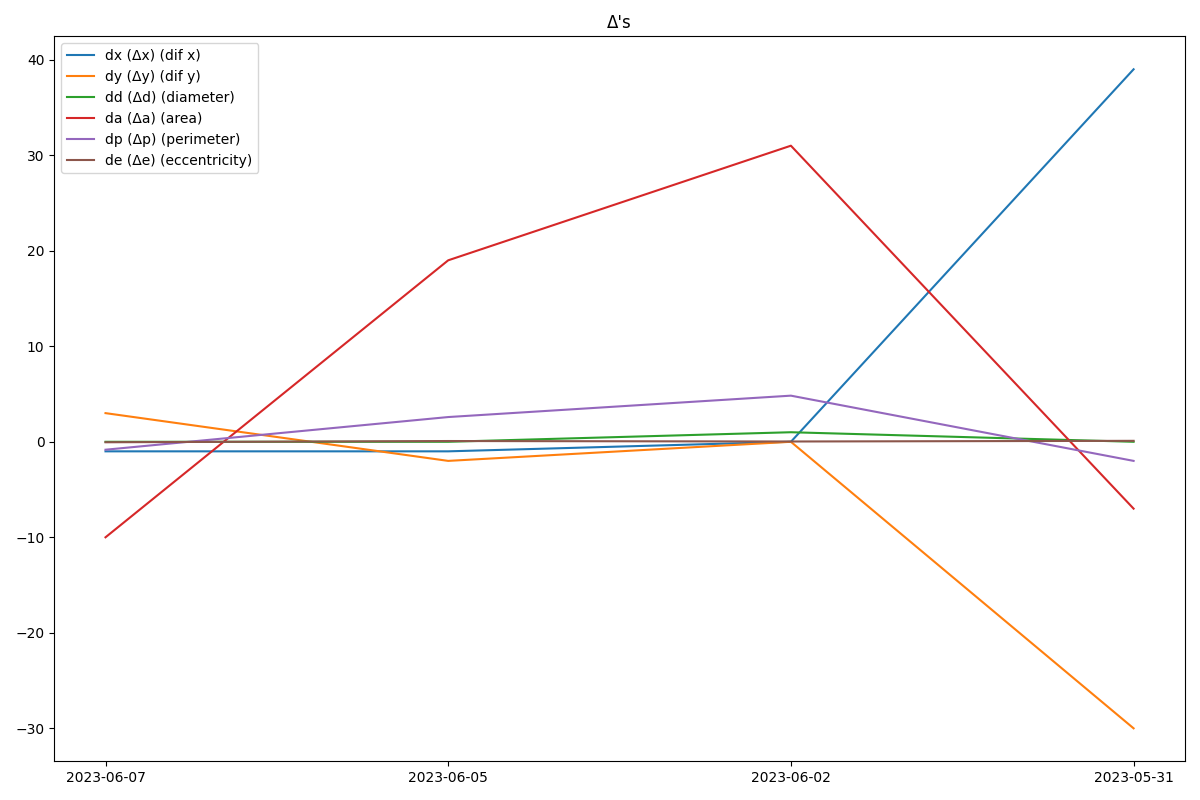 Δ's
dx (Δx) (dif x)
dy (Δy) (dif y)
dd (Δd) (diameter)
da (Δa) (area)
dp (Δp) (perimeter)
de (Δe) (eccentricity)
40
30
20
10
0
−10
−20
−30
2023-06-07 2023-06-05 2023-06-02 2023-05-31